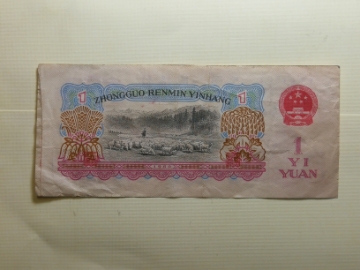 1 ZHONGGUO RENMIN YINHANG 1
1
YI
YUAN